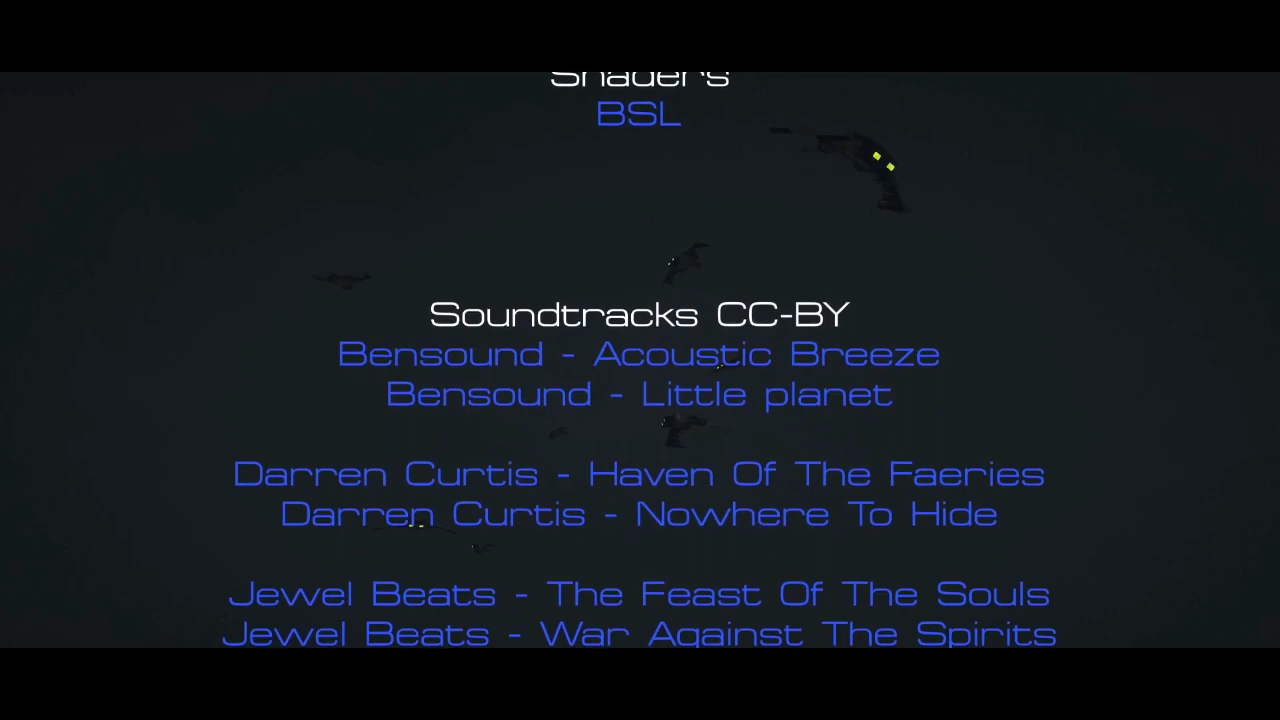 Shaders
BSL
Soundtracks CC-BY
Bensound - Acoustic Breeze
Bensound - Little planet
Darren Curtis - Haven Of The Faeries
Darren Curtis - Nowhere To Hide
Jewel Beats - The Feast Of The Souls
Jewel Beats - War Against The Spirits